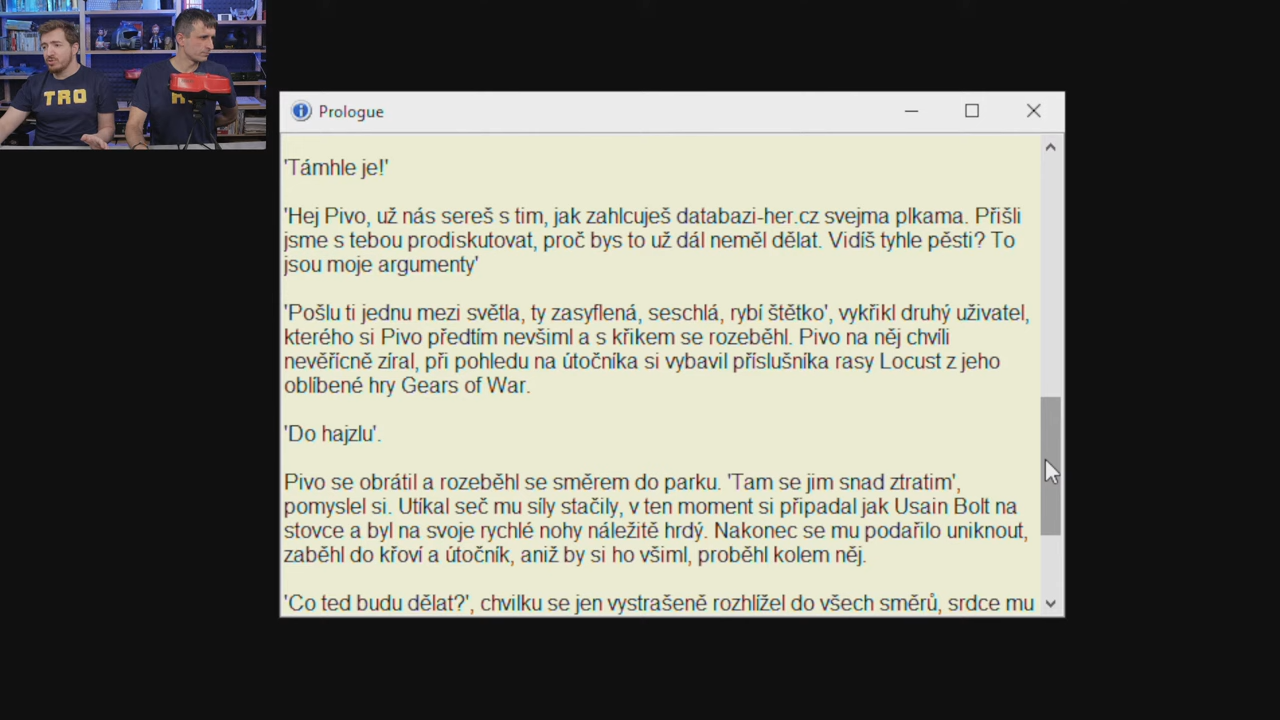 TRO
Prologue
'Támhle je!'
'Hej Pivo, už nás sereš s tim, jak zahlcuješ databazi-her.cz svejma plkama. Přišli
jsme s tebou prodiskutovat, proč bys to už dál neměl dělat. Vidíš tyhle pěsti? To
jsou moje argumenty'
'Pošlu ti jednu mezi světla, ty zasyflená, seschlá, rybí štětko', vykřikl druhý uživatel,
kterého si Pivo předtím nevšiml a s křikem se rozeběhl. Pivo na něj chvíli
nevěřícně zíral, při pohledu na útočníka si vybavil příslušníka rasy Locust z jeho
oblíbené hry Gears of War.
'Do hajzlu'.
Pivo se obrátil a rozeběhl se směrem do parku. 'Tam se jim snad ztratim',
pomyslel si. Utíkal seč mu síly stačily, v ten moment si připadal jak Usain Bolt na
stovce a byl na svoje rychlé nohy náležitě hrdý. Nakonec se mu podařilo uniknout,
zaběhl do křoví a útočník, aniž by si ho všiml, proběhl kolem něj.
'Co ted budu dělat?', chvilku se jen vystrašeně rozhlížel do všech směrů, srdce mu